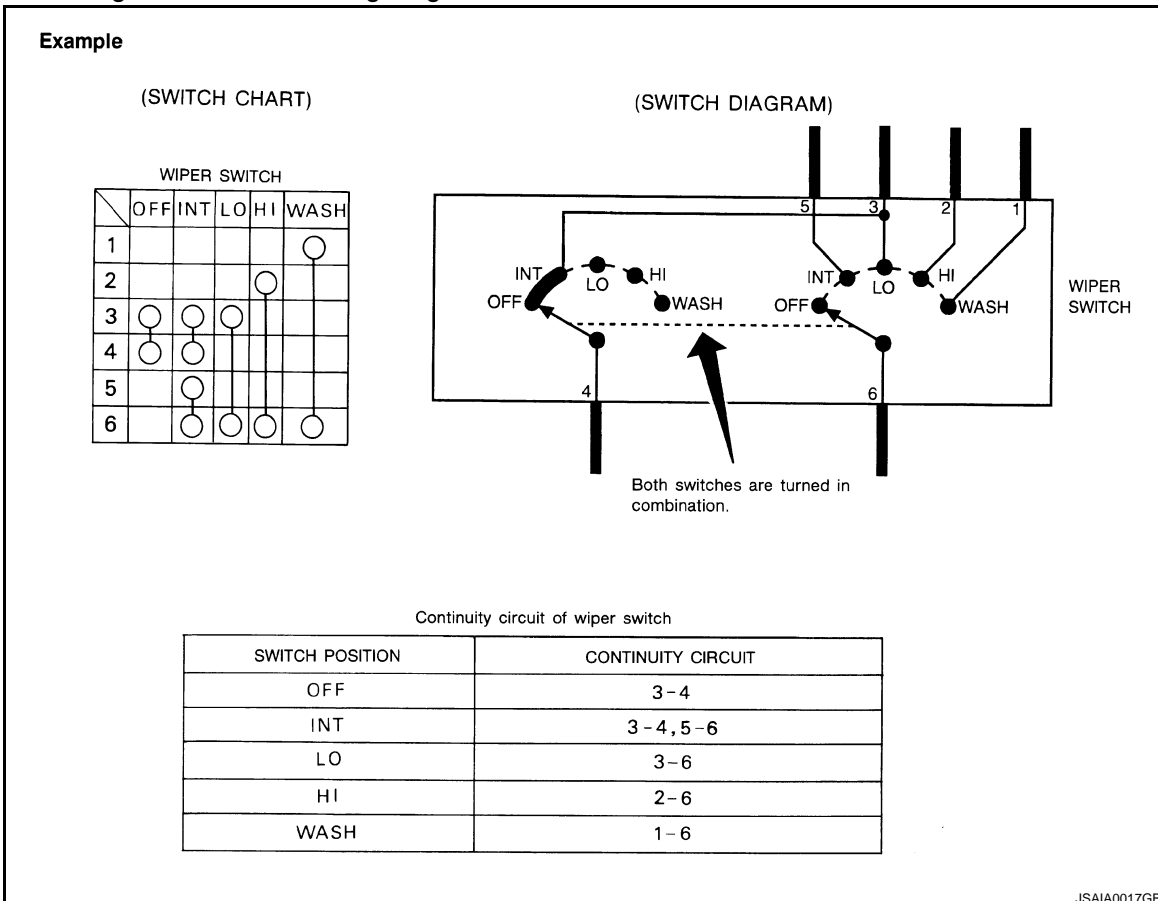 Example
(SWITCH CHART)
(SWITCH DIAGRAM)
WIPER SWITCH
OFF INT LO HI WASH
1
2
3
4
5
6
5 3 2 1
INT LO HI
OFF WASH
INT LO HI
OFF WASH
WIPER
SWITCH
4 6
Both switches are turned in
combination.
Continuity circuit of wiper switch
SWITCH POSITION CONTINUITY CIRCUIT
OFF 3-4
INT 3-4,5-6
LO 3-6
HI 2-6
WASH 1-6